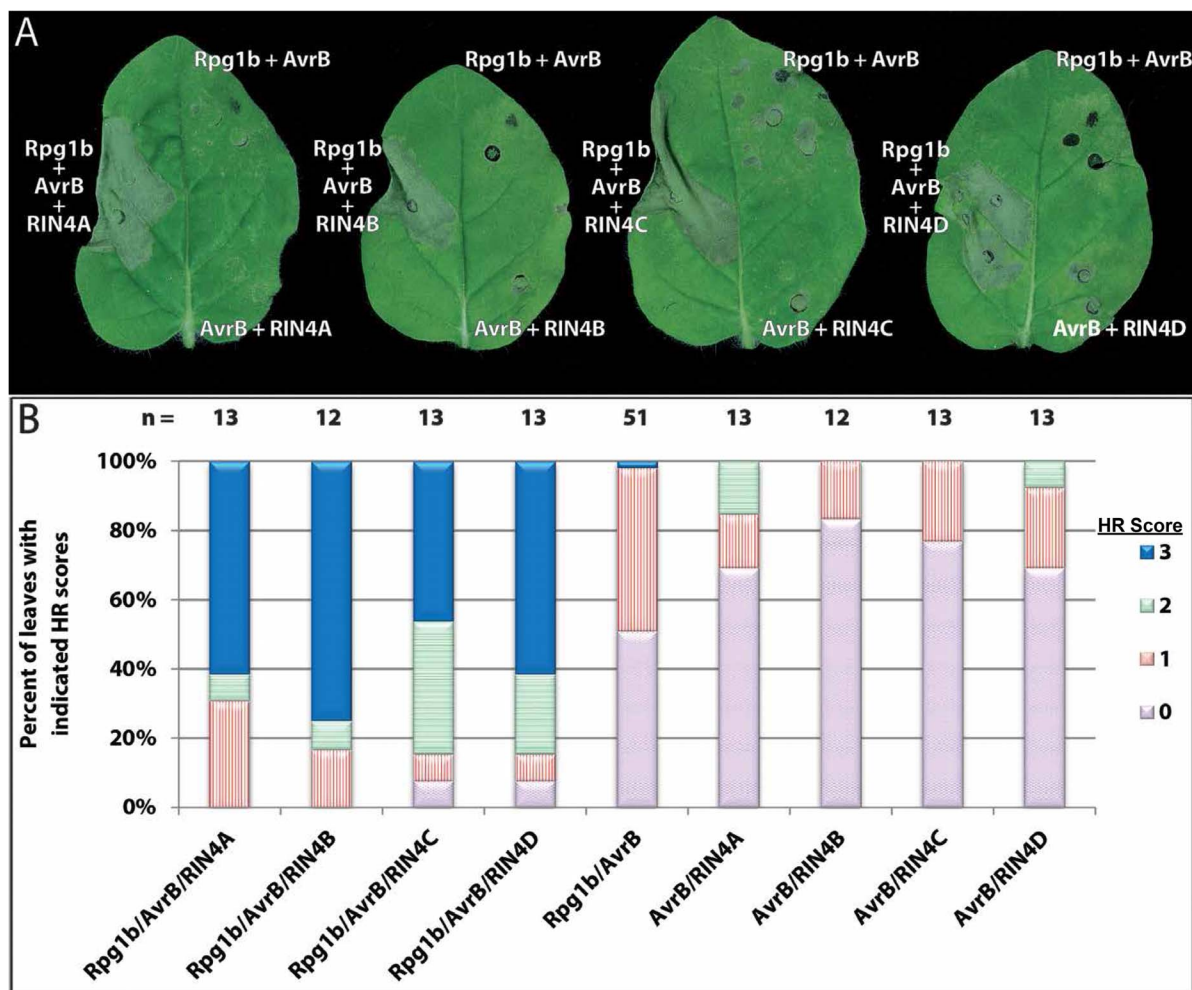 A
Rpg1b + AvrB
Rpg1b + AvrB
Rpg1b + AvrB
Rpg1b + AvrB
Rpg1b
+
AvrB
+
RIN4A
Rpg1b
+
AvrB
+
RIN4B
Rpg1b
+
AvrB
+
RIN4C
Rpg1b
+
AvrB
+
RIN4D
AvrB + RIN4A
AvrB + RIN4B
AvrB + RIN4C
AvrB + RIN4D
B
n = 13 12 13 13 51 13 12 13 13
Percent of leaves with
indicated HR scores
100%
80%
60%
40%
20%
0%
HR Score
3
2
1
0
Rpg1b/AvrB/RIN4A
Rpg1b/AvrB/RIN4B
Rpg1b/AvrB/RIN4C
Rpg1b/AvrB/RIN4D
Rpg1b/AvrB
AvrB/RIN4A
AvrB/RIN4B
AvrB/RIN4C
AvrB/RIN4D